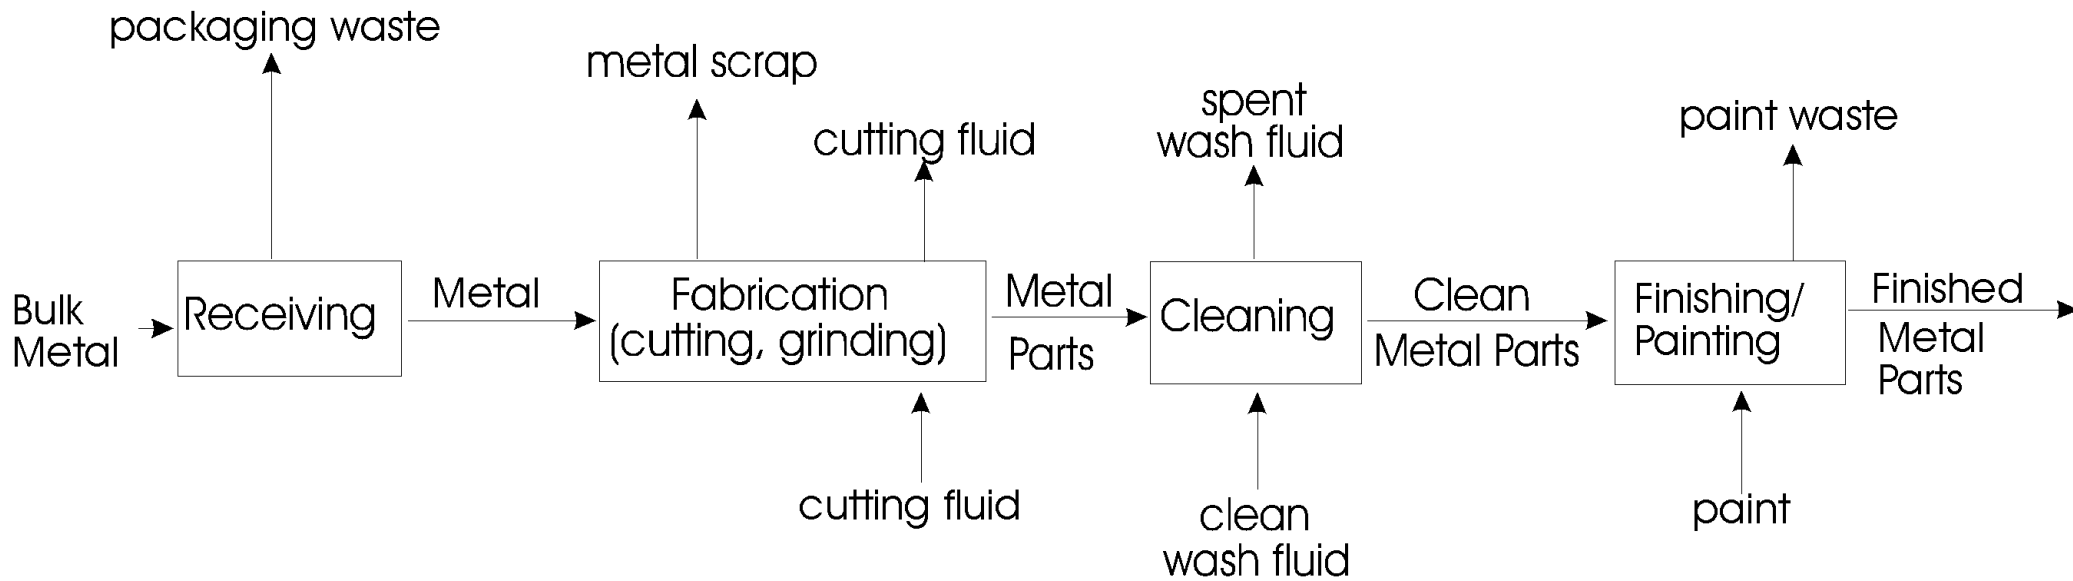 packaging waste
metal scrap
cutting fluid
spent
wash fluid
paint waste
Bulk
Metal
Receiving
Metal
Fabrication
(cutting, grinding)
Metal
Parts
Cleaning
Clean
Metal Parts
Finishing/
Painting
Finished
Metal
Parts
cutting fluid
clean
wash fluid
paint